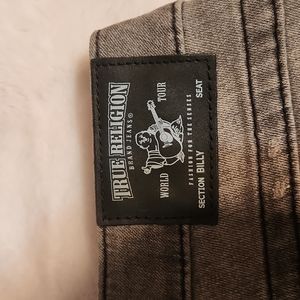 TRUE RELIGION
BRAND JEANS®
WORLD TOUR
FASHION FOR THE SENSES
SECTION BILLY SEAT